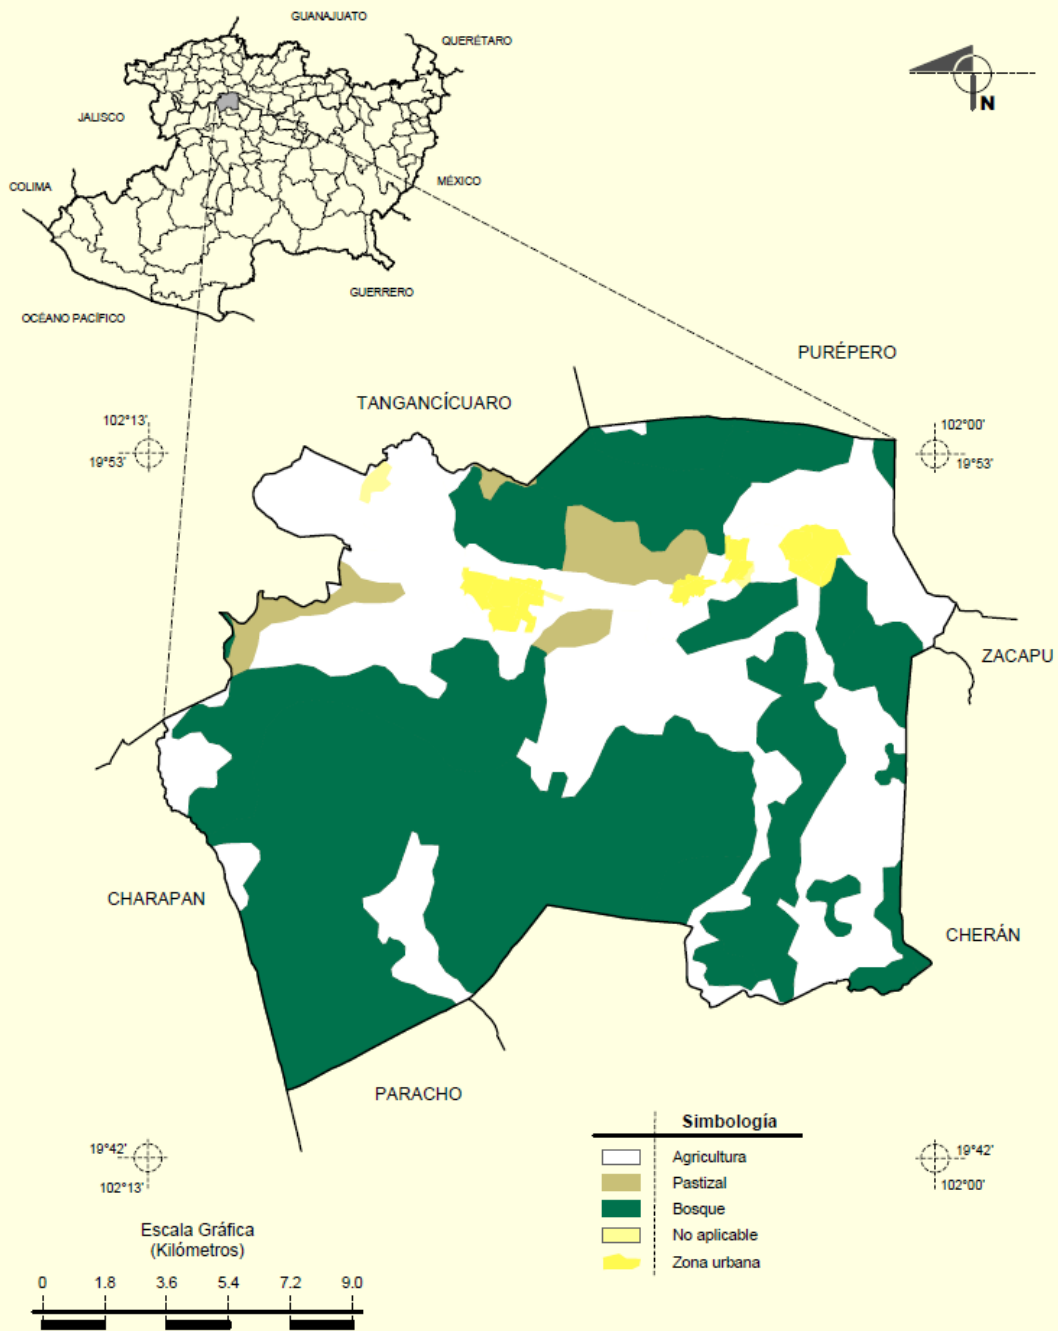 GUANAJUATO
QUERÉTARO
JALISCO
COLIMA
MÉXICO
GUERRERO
OCÉANO PACÍFICO
N
PURÉPERO
TANGANCÍCUARO
102°13'
19°53'
102°00'
19°53'
ZACAPU
CHARAPAN
CHERÁN
PARACHO
19°42'
102°13'
19°42'
102°00'
Simbología
Agricultura
Pastizal
Bosque
No aplicable
Zona urbana
Escala Gráfica
(Kilómetros)
0 1.8 3.6 5.4 7.2 9.0